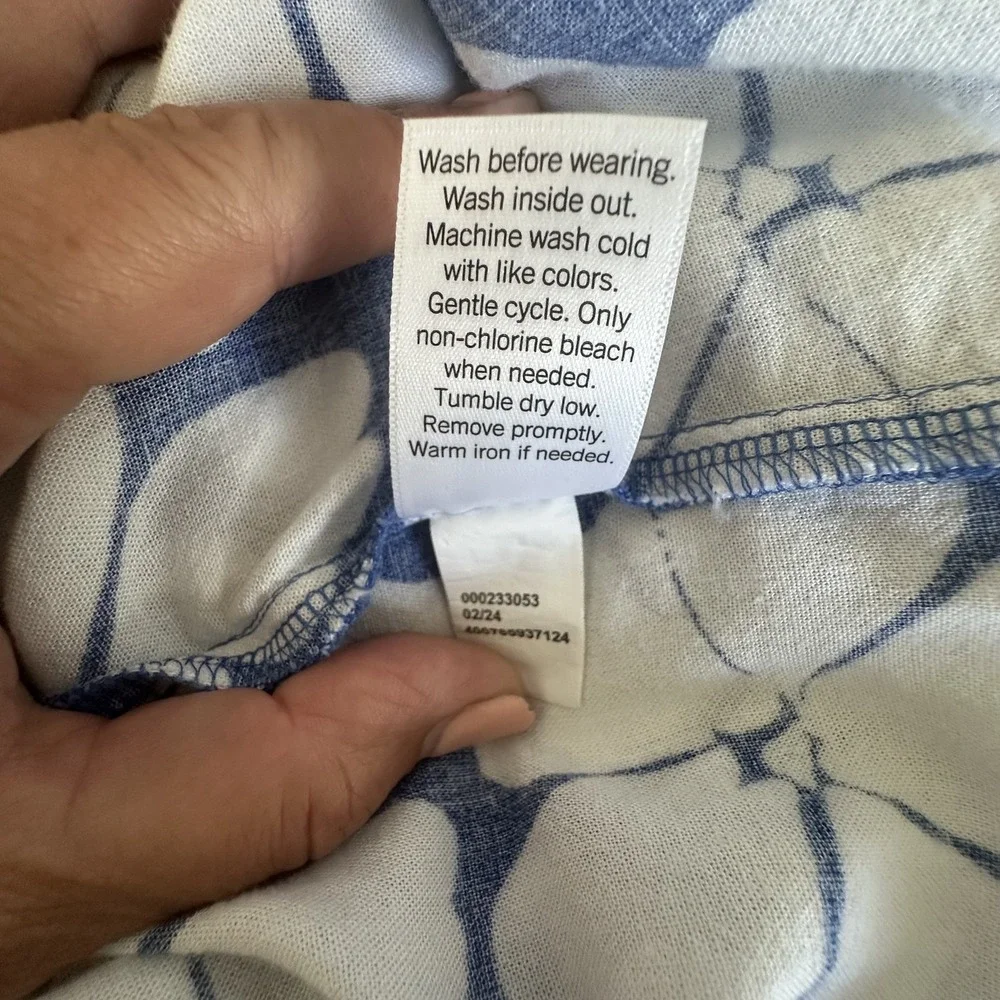 Wash before wearing.
Wash inside out.
Machine wash cold
with like colors.
Gentle cycle. Only
non-chlorine bleach
when needed.
Tumble dry low.
Remove promptly.
Warm iron if needed.
000233053
02/24